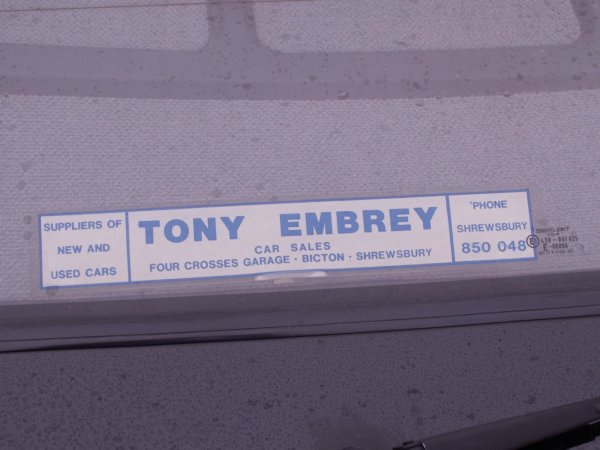 SUPPLIERS OF
NEW AND
USED CARS
TONY EMBREY
CAR SALES
FOUR CROSSES GARAGE · BICTON · SHREWSBURY
'PHONE
SHREWSBURY
850 048